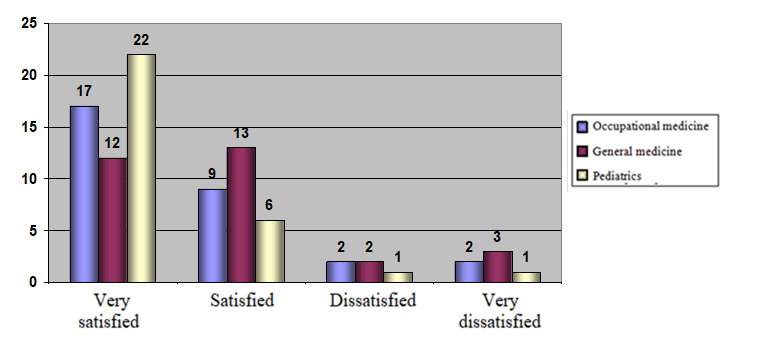 25
20
15
10
5
0
17
12
22
9
13
6
2
2
1
2
3
1
Very
satisfied
Satisfied
Dissatisfied
Very
dissatisfied
Occupational medicine
General medicine
Pediatrics